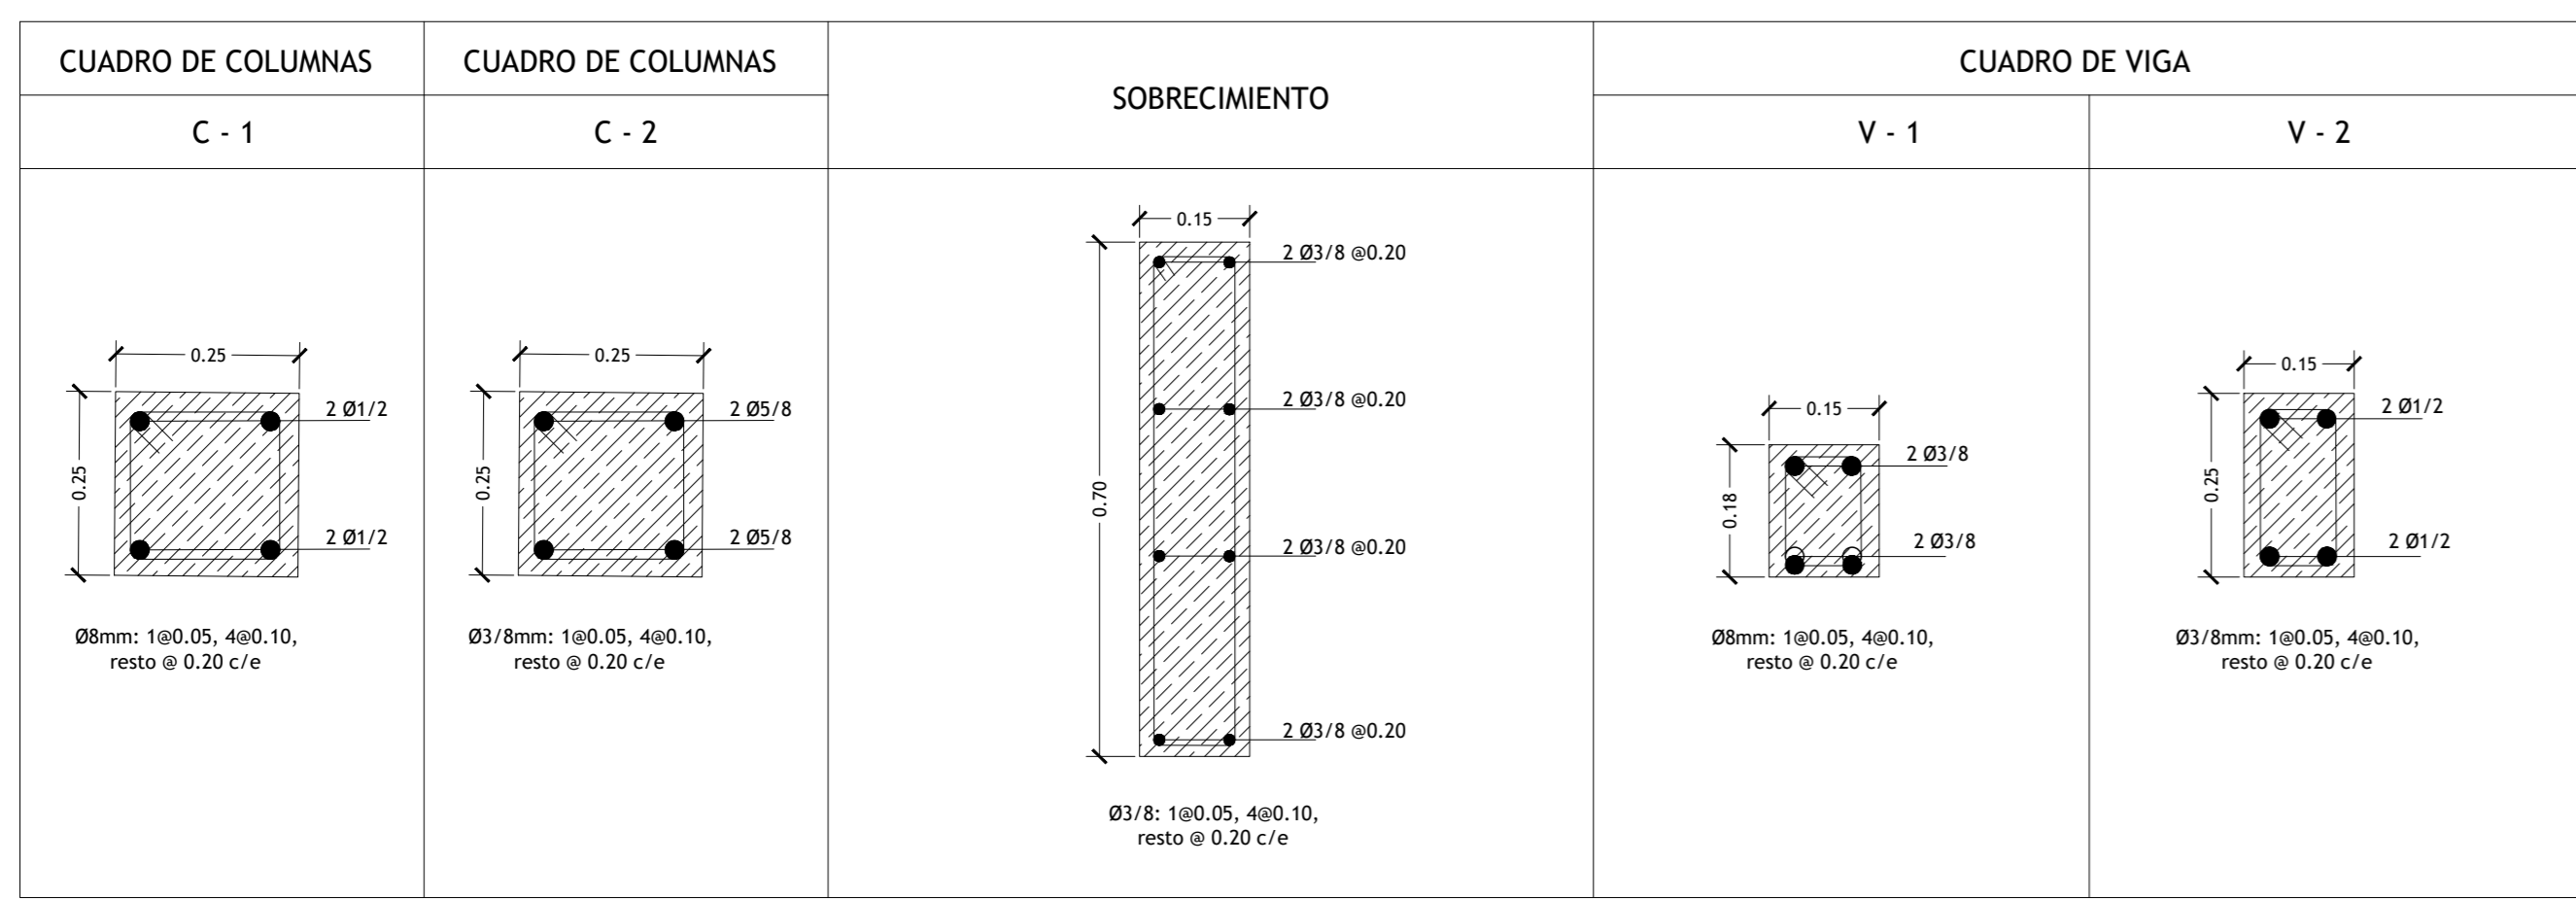 CUADRO DE COLUMNAS
C - 1
0.25
0.25
2 Ø1/2
2 Ø1/2
Ø8mm: 1@0.05, 4@0.10,
resto @ 0.20 c/e
CUADRO DE COLUMNAS
C - 2
0.25
0.25
2 Ø5/8
2 Ø5/8
Ø3/8mm: 1@0.05, 4@0.10,
resto @ 0.20 c/e
SOBRECIMIENTO
0.15
0.70
2 Ø3/8 @0.20
2 Ø3/8 @0.20
2 Ø3/8 @0.20
2 Ø3/8 @0.20
Ø3/8: 1@0.05, 4@0.10,
resto @ 0.20 c/e
CUADRO DE VIGA
V - 1
0.15
0.18
2 Ø3/8
2 Ø3/8
Ø8mm: 1@0.05, 4@0.10,
resto @ 0.20 c/e
V - 2
0.15
0.25
2 Ø1/2
2 Ø1/2
Ø3/8mm: 1@0.05, 4@0.10,
resto @ 0.20 c/e